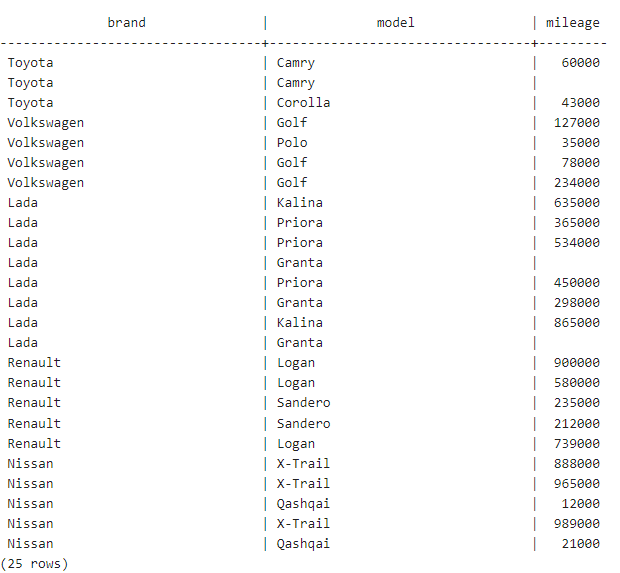 brand | model | mileage
----------------------------------+---------------------------------+---------
Toyota | Camry | 60000
Toyota | Camry |
Toyota | Corolla | 43000
Volkswagen | Golf | 127000
Volkswagen | Polo | 35000
Volkswagen | Golf | 78000
Volkswagen | Golf | 234000
Lada | Kalina | 635000
Lada | Priora | 365000
Lada | Priora | 534000
Lada | Granta |
Lada | Priora | 450000
Lada | Granta | 298000
Lada | Kalina | 865000
Lada | Granta |
Renault | Logan | 900000
Renault | Logan | 580000
Renault | Sandero | 235000
Renault | Sandero | 212000
Renault | Logan | 739000
Nissan | X-Trail | 888000
Nissan | X-Trail | 965000
Nissan | Qashqai | 12000
Nissan | X-Trail | 989000
Nissan | Qashqai | 21000
(25 rows)